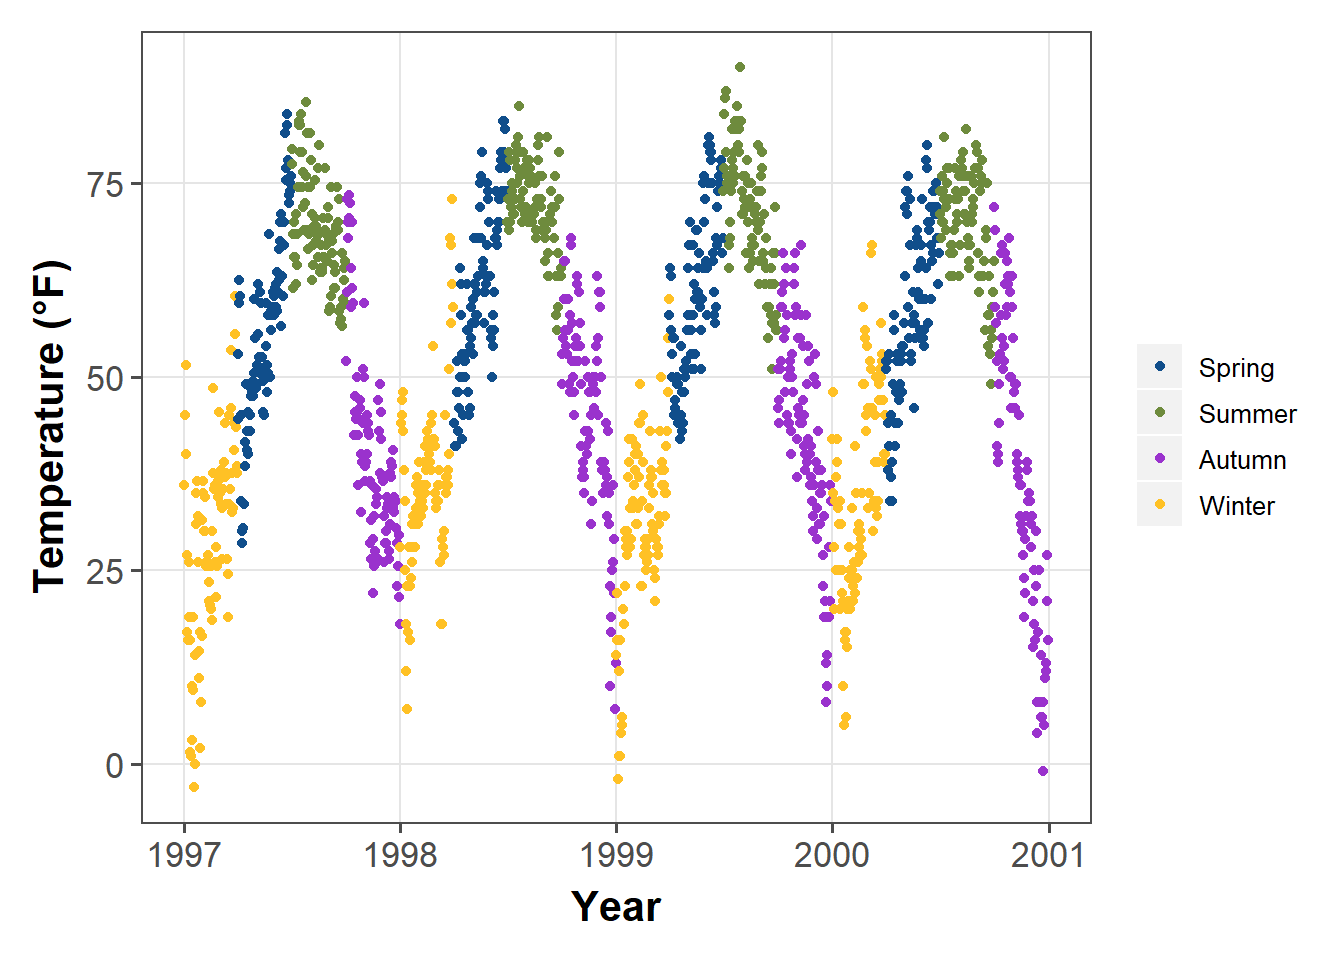 Temperature (°F)
75
50
25
0
1997 1998 1999 2000 2001
Year
Spring
Summer
Autumn
Winter